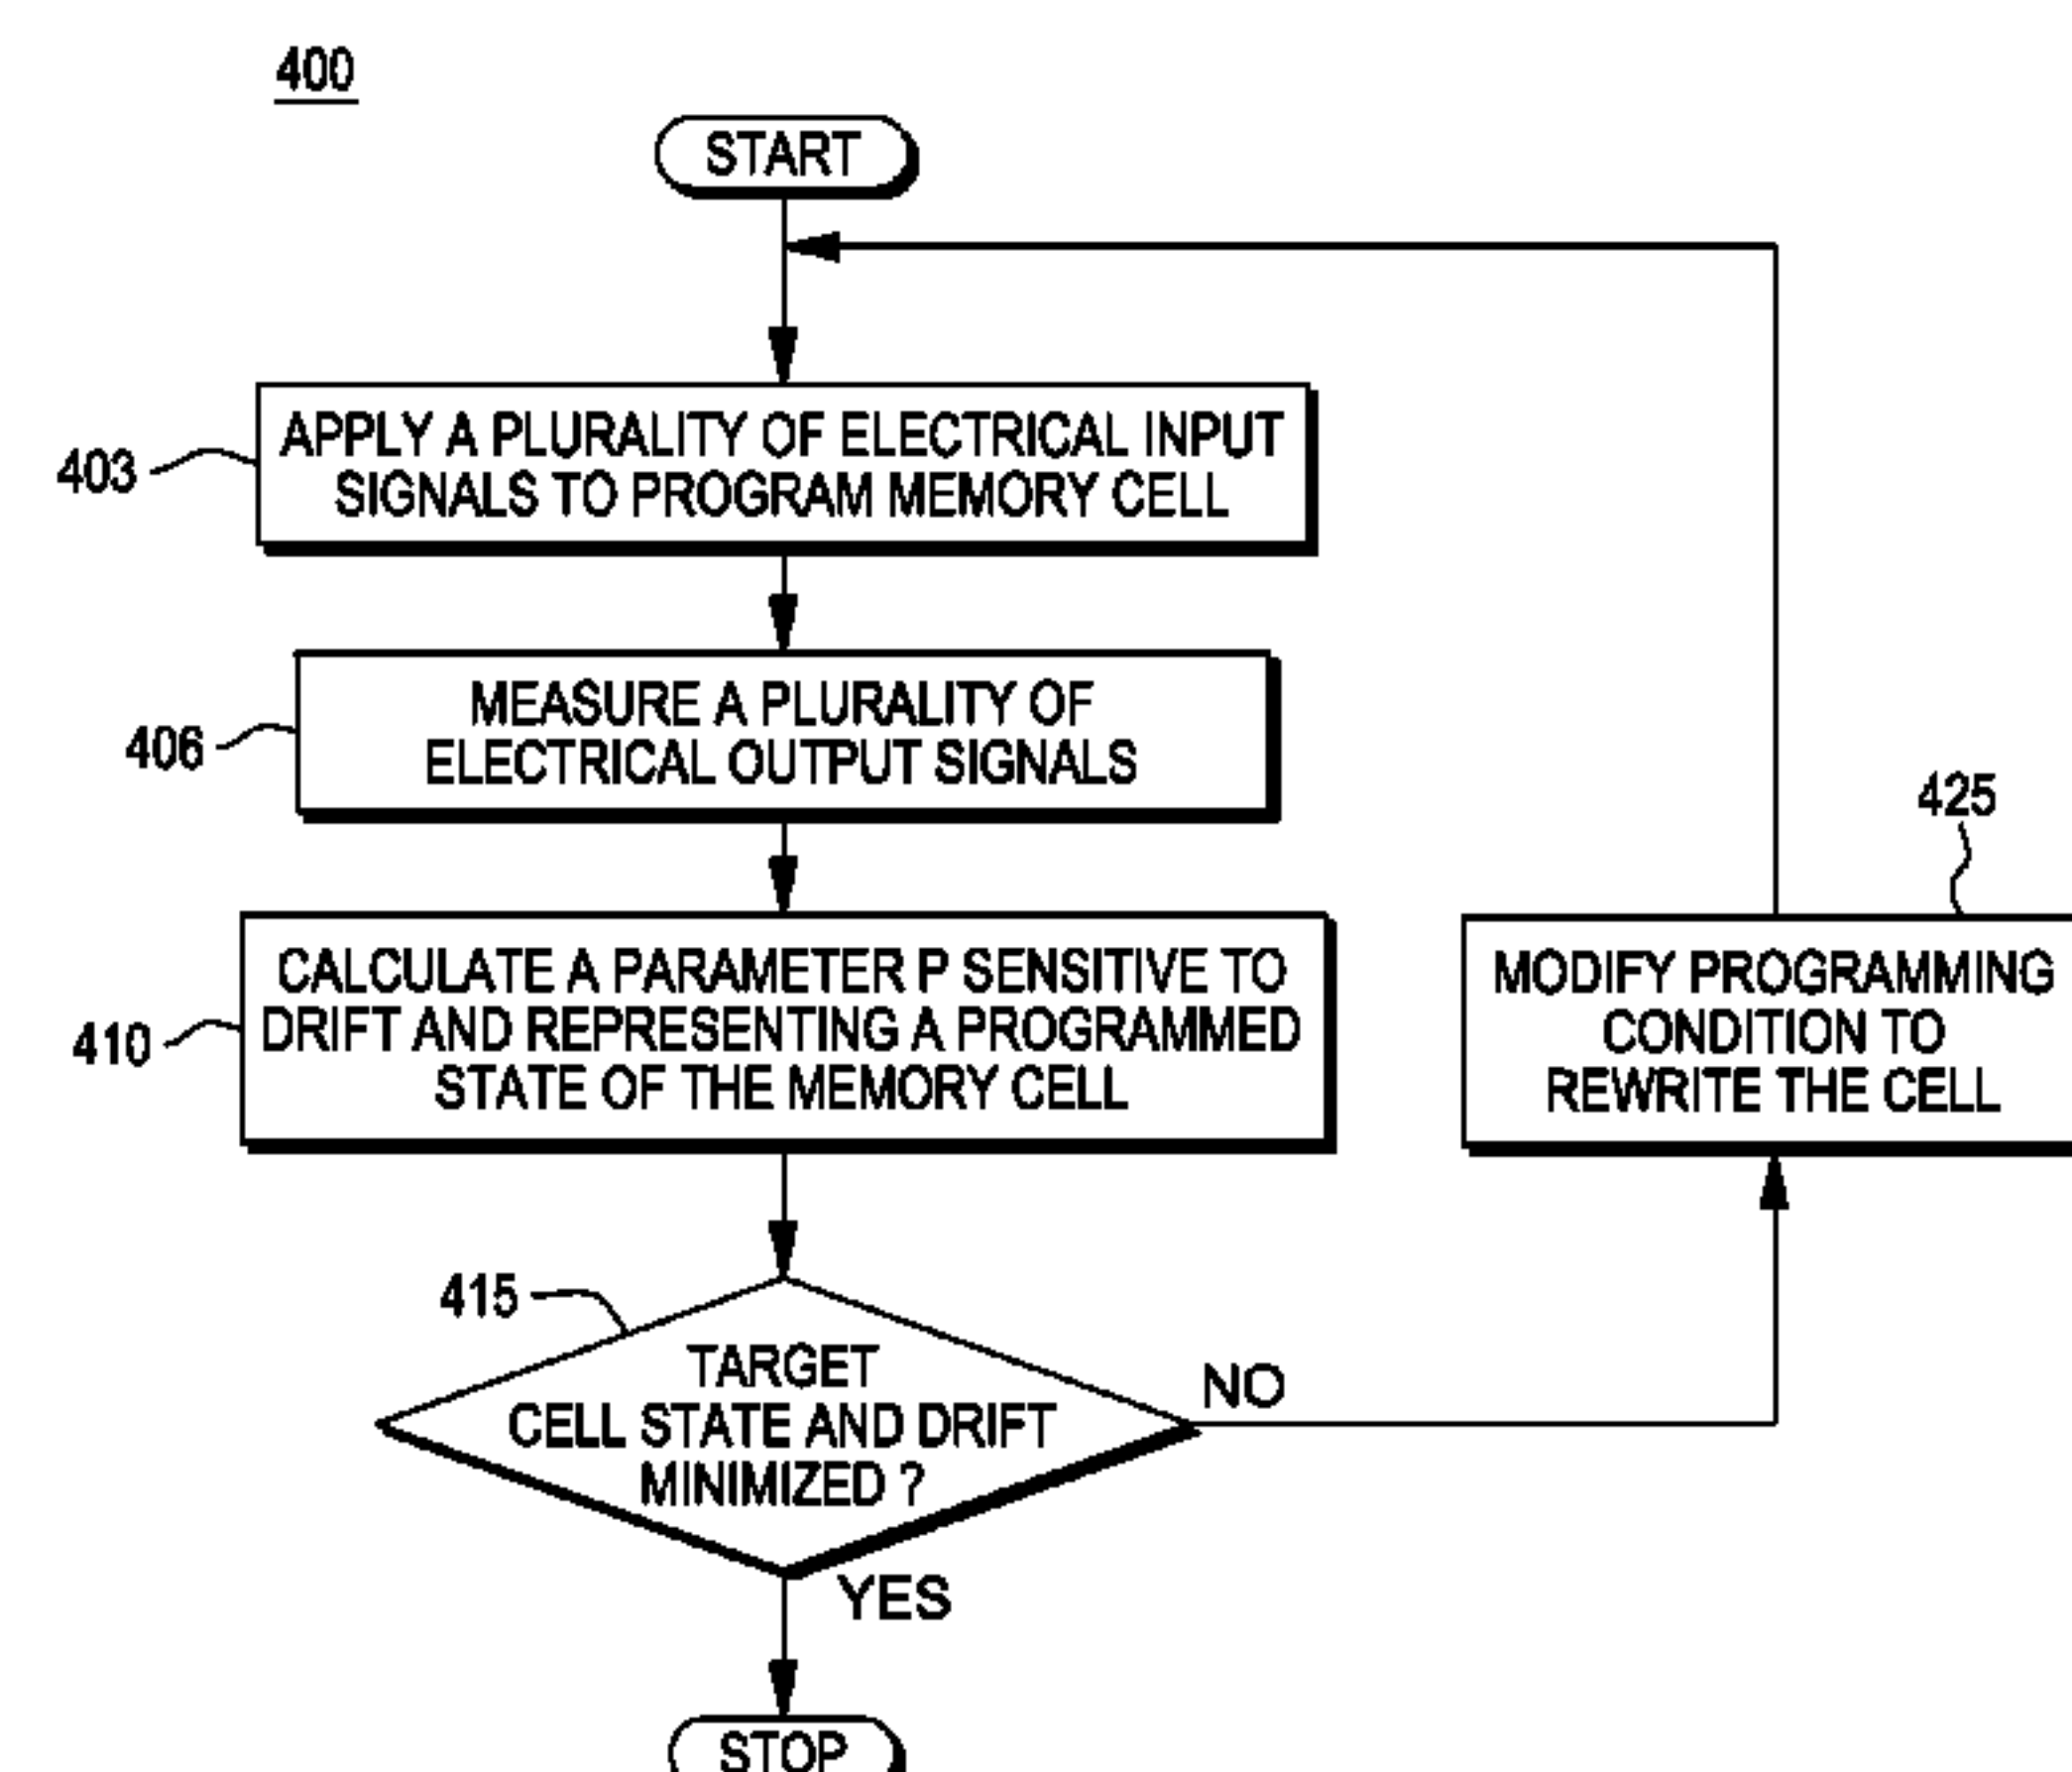 400
START
403
APPLY A PLURALITY OF ELECTRICAL INPUT
SIGNALS TO PROGRAM MEMORY CELL
406
MEASURE A PLURALITY OF
ELECTRICAL OUTPUT SIGNALS
425
410
CALCULATE A PARAMETER P SENSITIVE TO
DRIFT AND REPRESENTING A PROGRAMMED
STATE OF THE MEMORY CELL
MODIFY PROGRAMMING
CONDITION TO
REWRITE THE CELL
415
TARGET
CELL STATE AND DRIFT
MINIMIZED ?
NO
YES
STOP